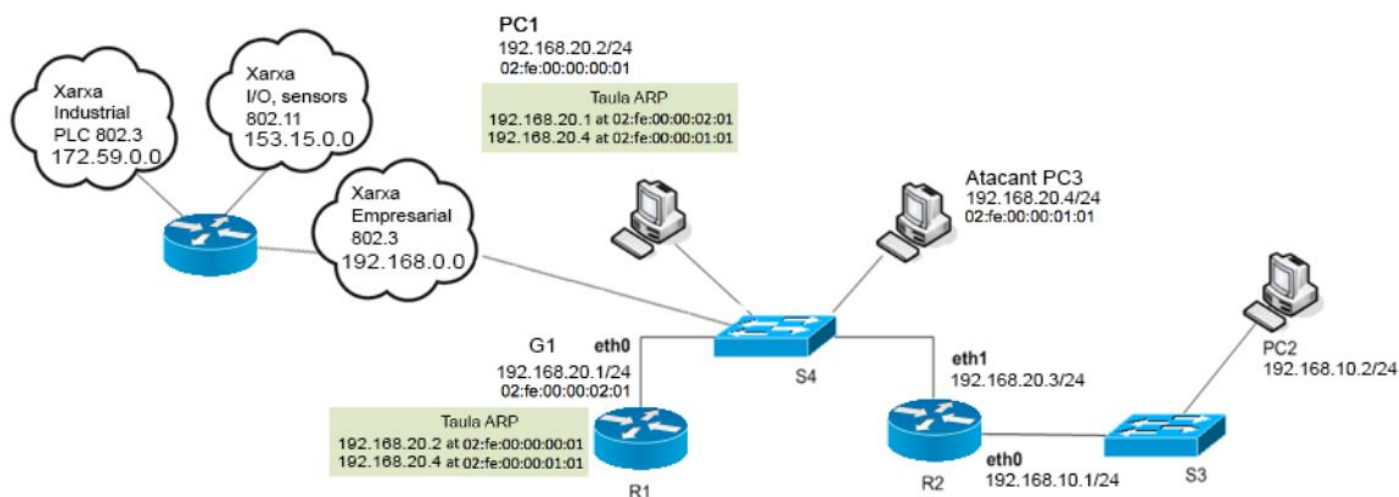 PC1
192.168.20.2/24
02:fe:00:00:00:01
Taula ARP
192.168.20.1 at 02:fe:00:00:02:01
192.168.20.4 at 02:fe:00:00:01:01
Xarxa
Industrial
PLC 802.3
172.59.0.0
Xarxa
I/O, sensors
802.11
153.15.0.0
Xarxa
Empresarial
802.3
192.168.0.0
Atacant PC3
192.168.20.4/24
02:fe:00:00:01:01
PC2
192.168.10.2/24
S4
G1 eth0
192.168.20.1/24
02:fe:00:00:02:01
Taula ARP
192.168.20.2 at 02:fe:00:00:00:01
192.168.20.4 at 02:fe:00:00:01:01
R1
eth1
192.168.20.3/24
R2
eth0
192.168.10.1/24
S3